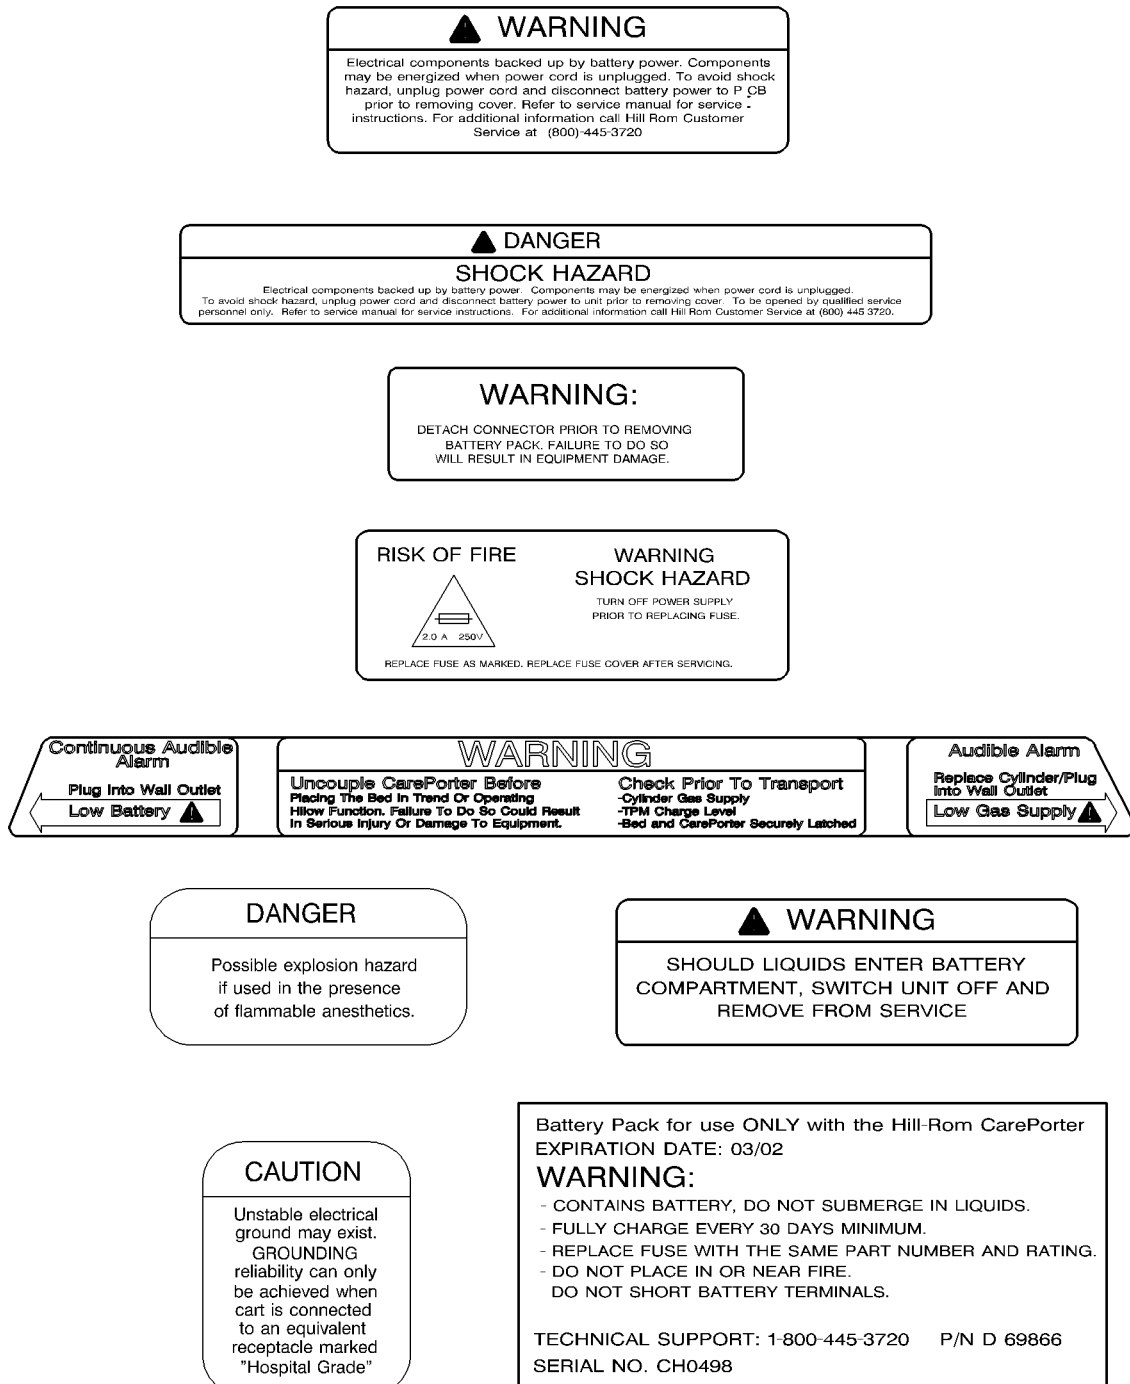 WARNING
Electrical components backed up by battery power. Components
may be energized when power cord is unplugged. To avoid shock
hazard, unplug power cord and disconnect battery power to P CB
prior to removing cover. Refer to service manual for service -
instructions. For additional information call Hill Rom Customer
Service at (800)-445-3720
DANGER
SHOCK HAZARD
Electrical components backed up by battery power. Components may be energized when power cord is unplugged.
To avoid shock hazard, unplug power cord and disconnect battery power to unit prior to removing cover. To be opened by qualified service
personnel only. Refer to service manual for service instructions. For additional information call Hill Rom Customer Service at (800) 445 3720.
WARNING:
DETACH CONNECTOR PRIOR TO REMOVING
BATTERY PACK. FAILURE TO DO SO
WILL RESULT IN EQUIPMENT DAMAGE.
RISK OF FIRE
2.0 A 250V
WARNING
SHOCK HAZARD
TURN OFF POWER SUPPLY
PRIOR TO REPLACING FUSE.
REPLACE FUSE AS MARKED. REPLACE FUSE COVER AFTER SERVICING.
Continuous Audible
Alarm
Plug Into Wall Outlet
Low Battery
WARNING
Uncouple CarePorter Before
Placing The Bed In Trend Or Operating
Hilow Function. Failure To Do So Could Result
In Serious Injury Or Damage To Equipment.
Check Prior To Transport
-Cylinder Gas Supply
-TPM Charge Level
-Bed and CarePorter Securely Latched
Audible Alarm
Replace Cylinder/Plug
Into Wall Outlet
Low Gas Supply
DANGER
Possible explosion hazard
if used in the presence
of flammable anesthetics.
WARNING
SHOULD LIQUIDS ENTER BATTERY
COMPARTMENT, SWITCH UNIT OFF AND
REMOVE FROM SERVICE
CAUTION
Unstable electrical
ground may exist.
GROUNDING
reliability can only
be achieved when
cart is connected
to an equivalent
receptacle marked
"Hospital Grade"
Battery Pack for use ONLY with the Hill-Rom CarePorter
EXPIRATION DATE: 03/02
WARNING:
- CONTAINS BATTERY, DO NOT SUBMERGE IN LIQUIDS.
- FULLY CHARGE EVERY 30 DAYS MINIMUM.
- REPLACE FUSE WITH THE SAME PART NUMBER AND RATING.
- DO NOT PLACE IN OR NEAR FIRE.
DO NOT SHORT BATTERY TERMINALS.
TECHNICAL SUPPORT: 1-800-445-3720 P/N D 69866
SERIAL NO. CH0498